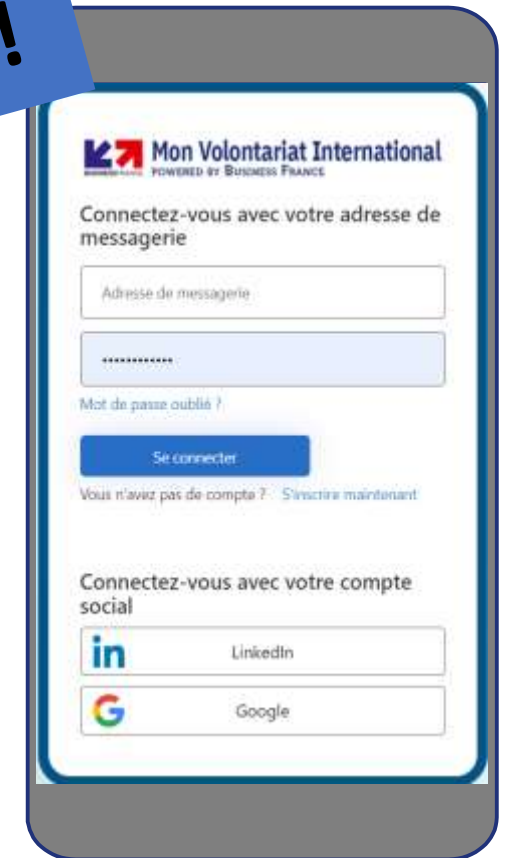 !
Mon Volontariat International
POWERED BY BUSINESS FRANCE
Connectez-vous avec votre adresse de
messagerie
Adresse de messagerie
••••••••••••
Mot de passe oublié ?
Se connecter
Vous n'avez pas de compte ? S'inscrire maintenant
Connectez-vous avec votre compte
social
in LinkedIn
G Google